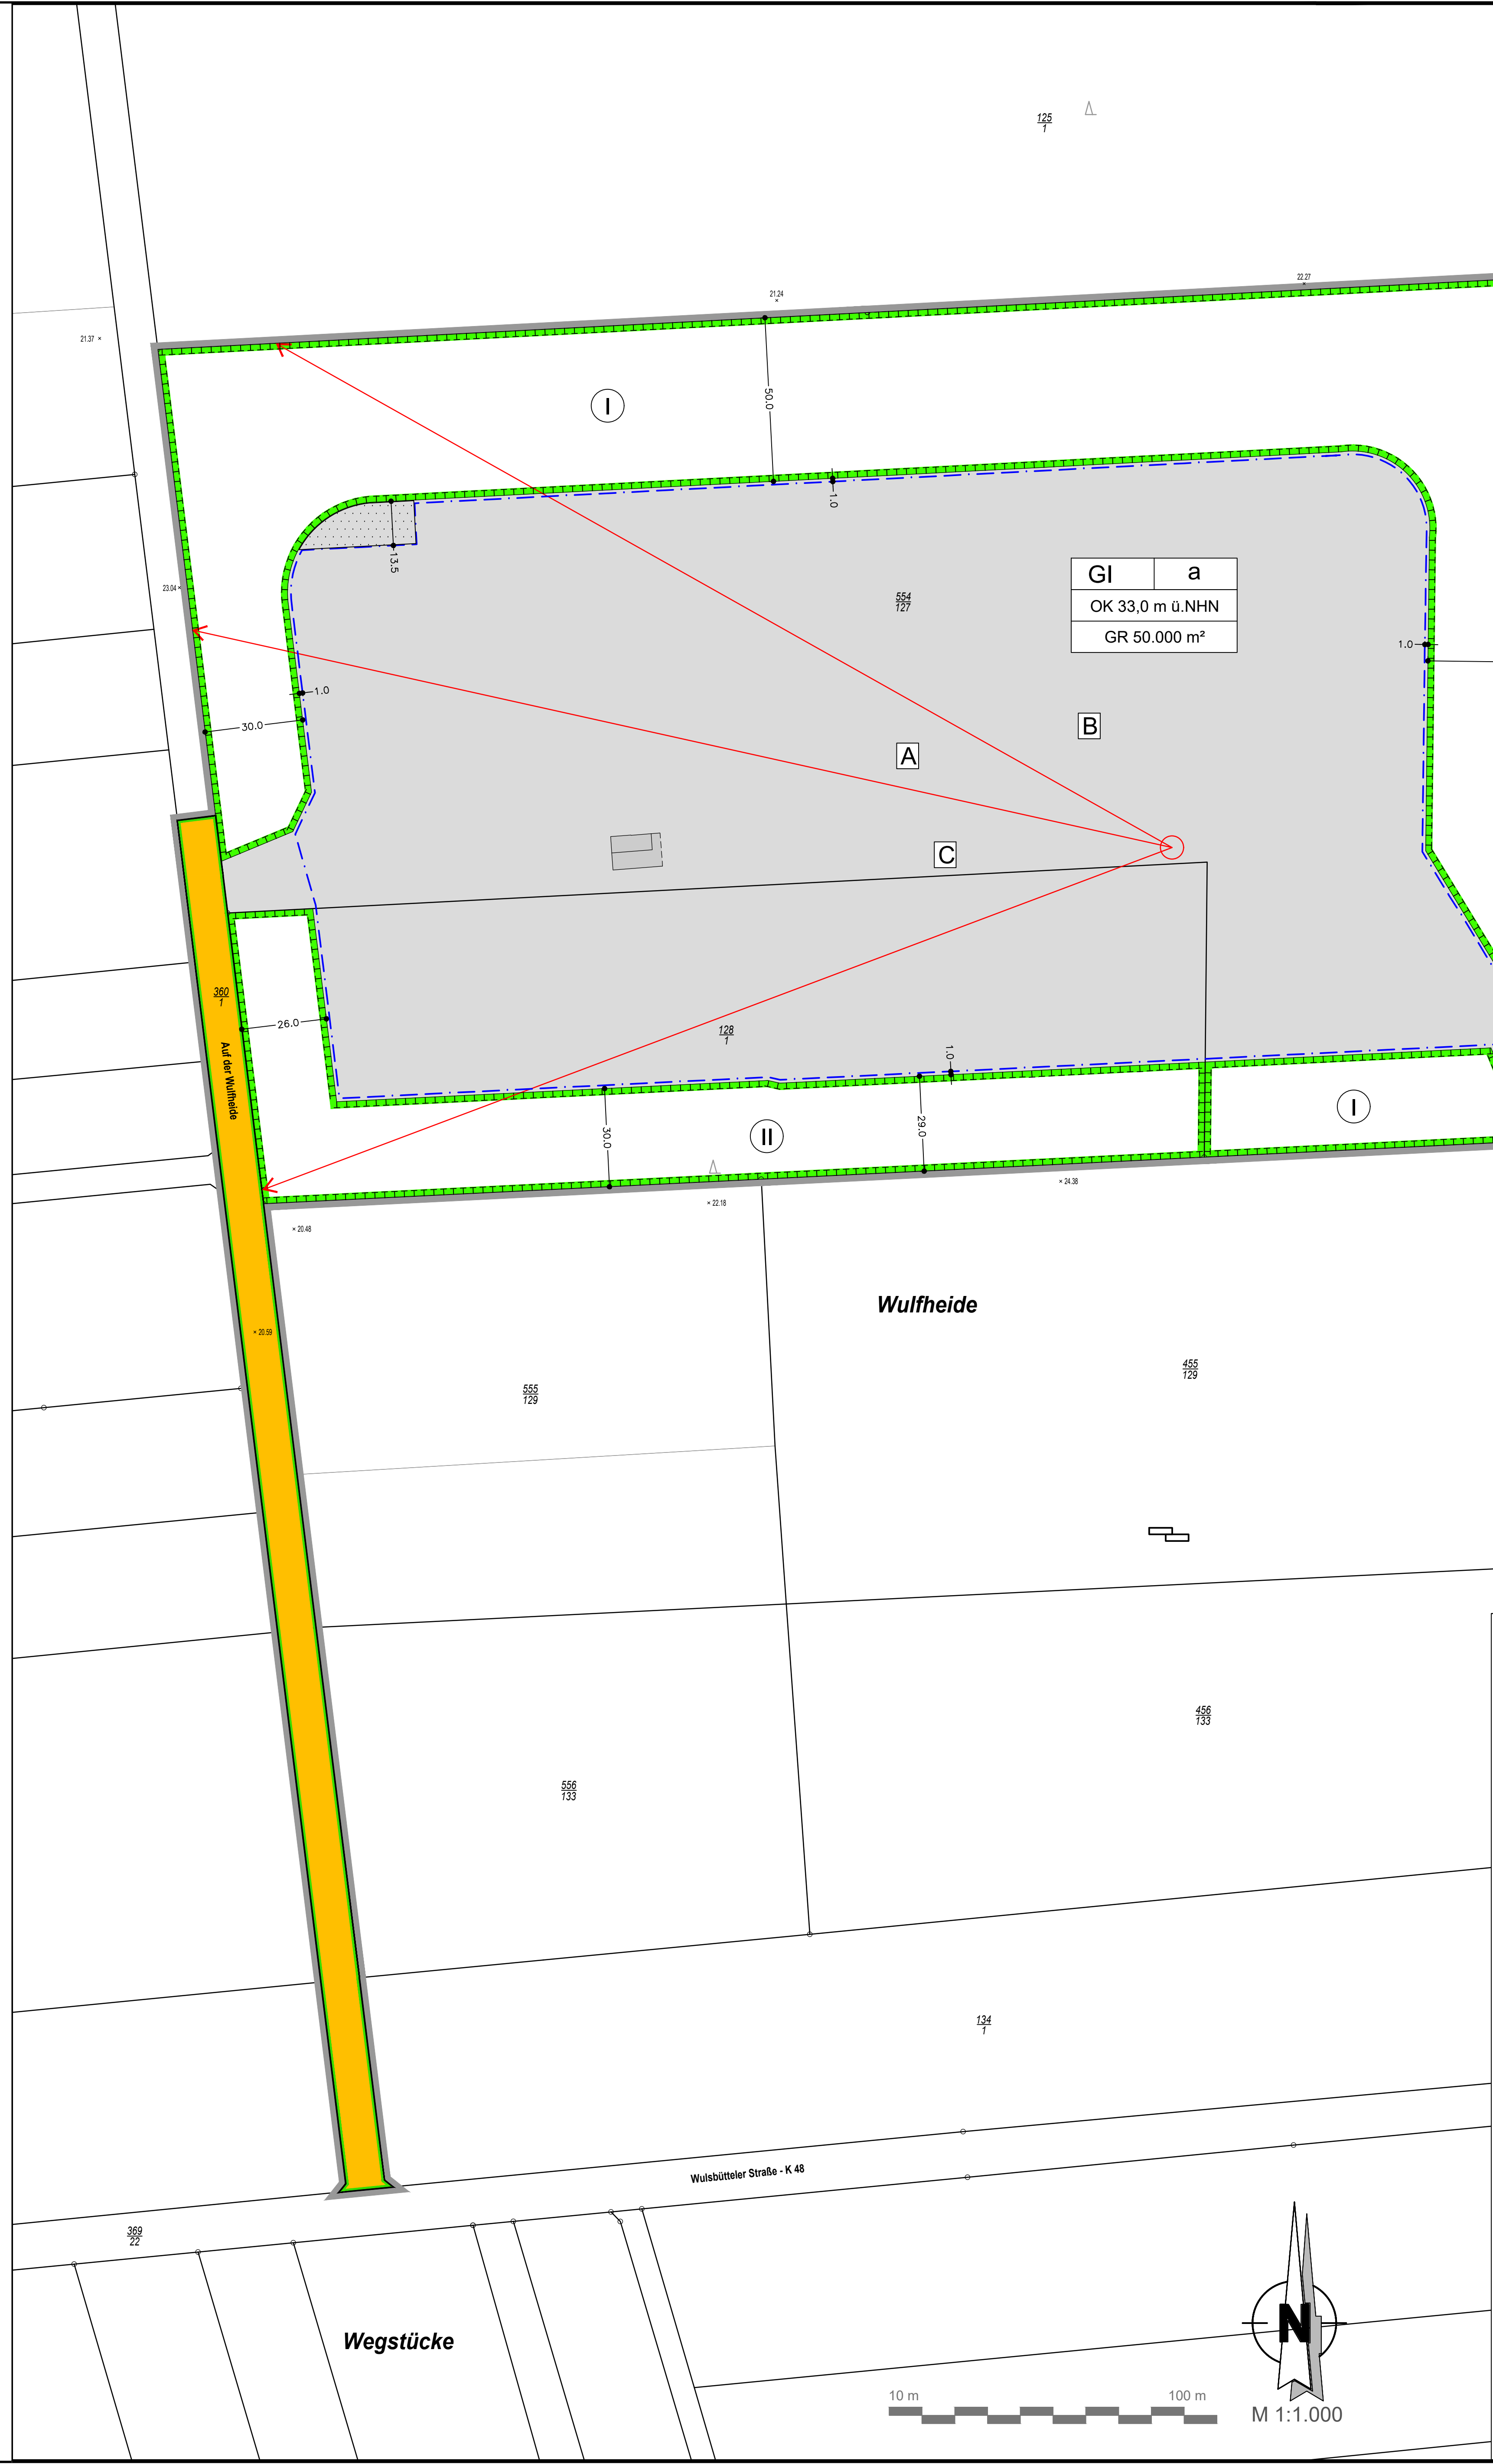 125
1
22.27
×
21.24
×
21.37 ×
I
50.0
1.0
13.5
23.04 ×
554
127
GI a
OK 33,0 m ü.NHN
GR 50.000 m²
1.0
1.0
30.0
B
A
C
360
1
Auf der Wulfheide
26.0
128
1
1.0
30.0
II
29.0
I
× 24.38
× 22.18
× 20.48
Wulfheide
× 20.59
455
129
555
129
456
133
556
133
134
1
Wulsbütteler Straße - K 48
369
22
Wegstücke
N
10 m 100 m
M 1:1.000